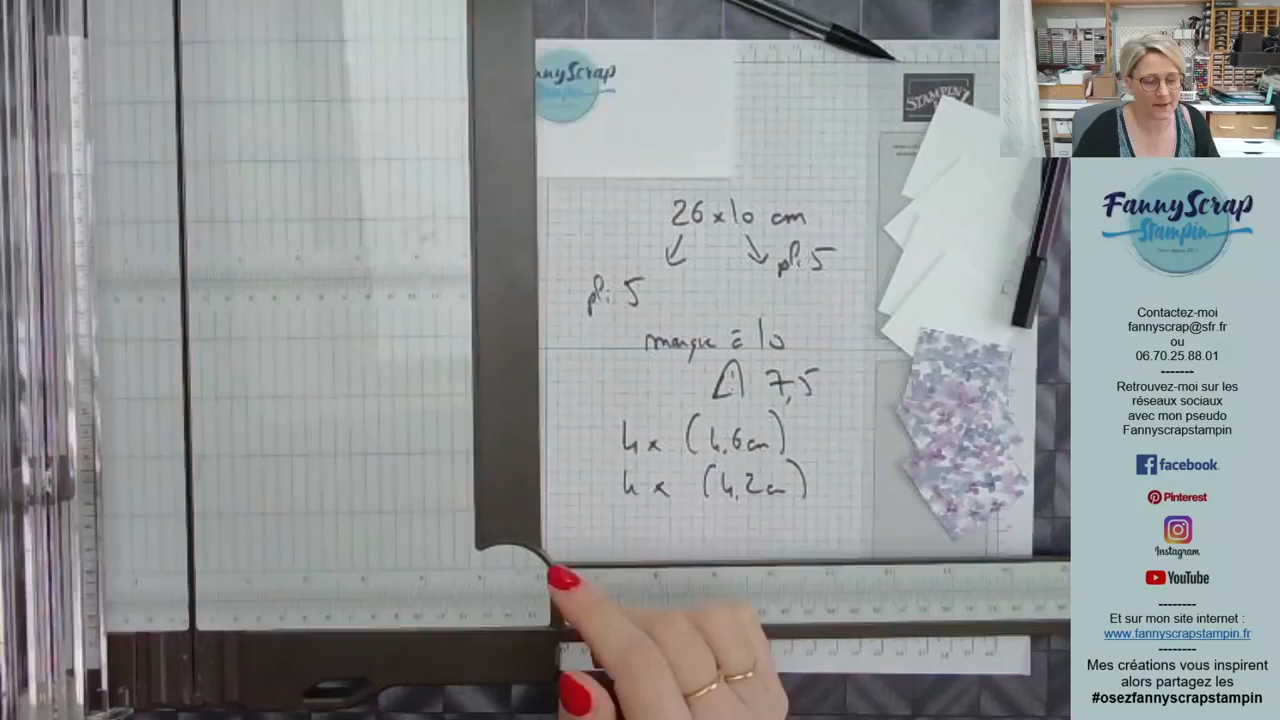 nnyScrap
Stampin
STAMPIN'
26 x 10 cm
pli 5
pli 5
marque à 10
7,5
4 x (4,6 cm)
4 x (4,2 cm)
FannyScrap
Stampin
Contactez-moi
fannyscrap@sfr.fr
ou
06.70.25.88.01
-------
Retrouvez-moi sur les
réseaux sociaux
avec mon pseudo
Fannyscrapstampin
facebook.
Pinterest
Instagram
YouTube
--------
Et sur mon site internet :
www.fannyscrapstampin.fr
--------
Mes créations vous inspirent
alors partagez les
#osezfannyscrapstampin